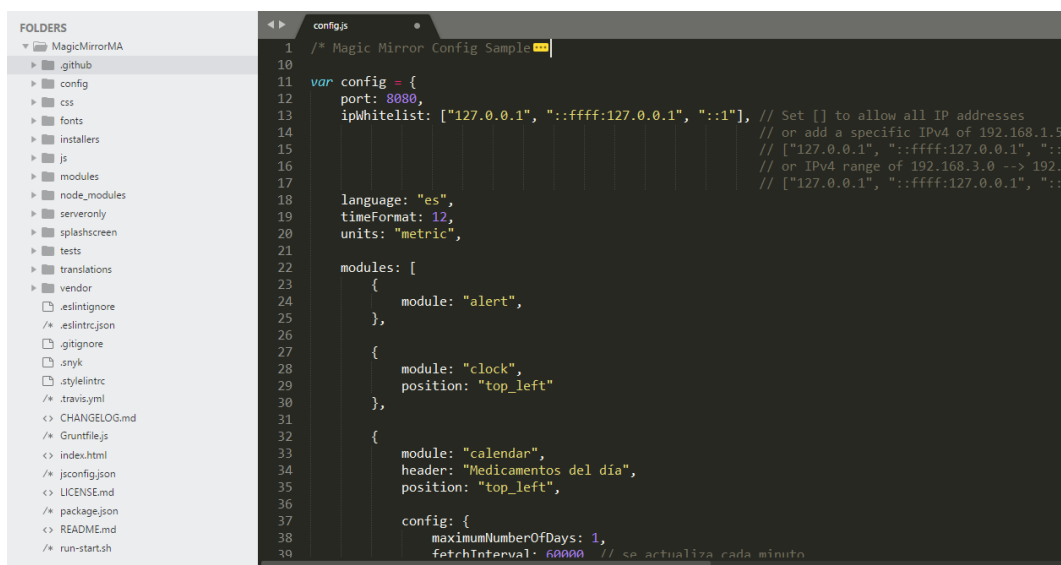 FOLDERS
MagicMirrorMA
.github
config
css
fonts
installers
js
modules
node_modules
serveronly
splashscreen
tests
translations
vendor
.eslintignore
/* .eslintrc.json
.gitignore
.snyk
.stylelintrc
/* .travis.yml
<> CHANGELOG.md
/* Gruntfile.js
<> index.html
/* jsconfig.json
<> LICENSE.md
/* package.json
<> README.md
/* run-start.sh
config.js
1 /* Magic Mirror Config Sample
10
11 var config = {
12 port: 8080,
13 ipWhitelist: ["127.0.0.1", "::ffff:127.0.0.1", "::1"], // Set [] to allow all IP addresses
14 // or add a specific IPv4 of 192.168.1.5
15 // ["127.0.0.1", "::ffff:127.0.0.1", "::
16 // or IPv4 range of 192.168.3.0 --> 192.
17 // ["127.0.0.1", "::ffff:127.0.0.1", "::
18 language: "es",
19 timeFormat: 12,
20 units: "metric",
21
22 modules: [
23 {
24 module: "alert",
25 },
26
27 {
28 module: "clock",
29 position: "top_left"
30 },
31
32 {
33 module: "calendar",
34 header: "Medicamentos del día",
35 position: "top_left",
36
37 config: {
38 maximumNumberOfDays: 1,
39 fetchInterval: 60000 // se actualiza cada minuto